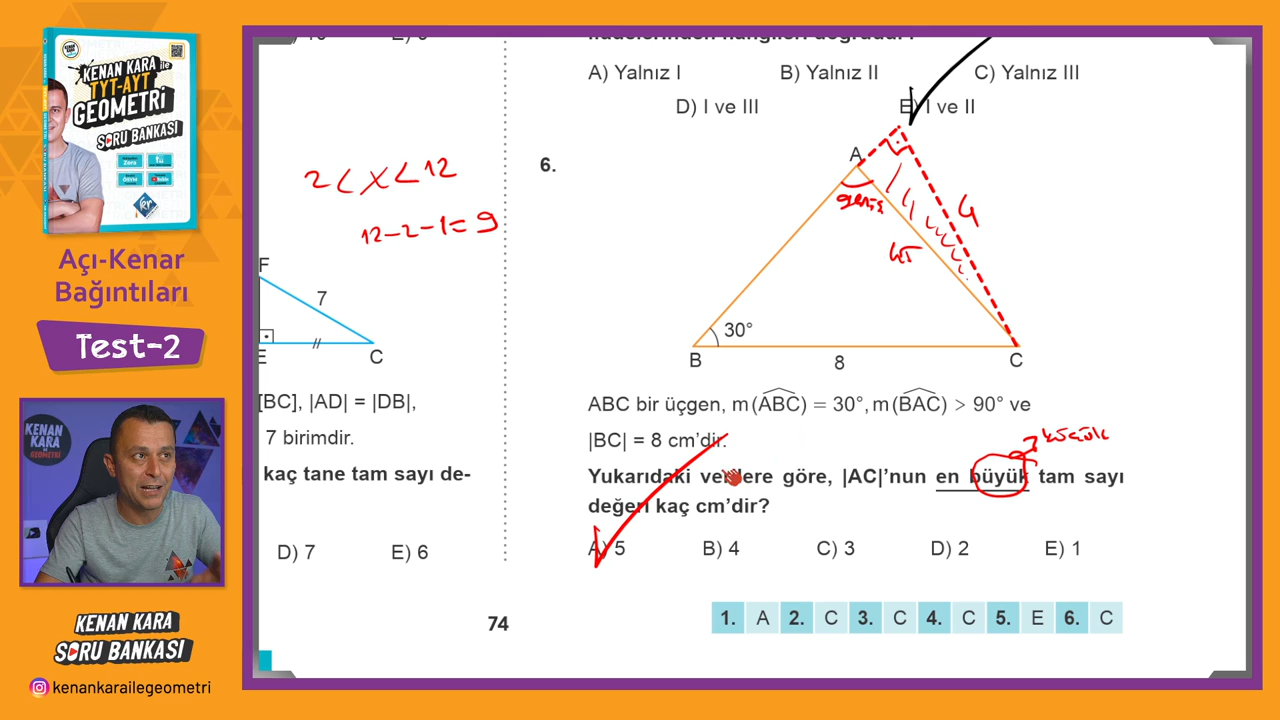 KENAN KARA ile
TYT-AYT
GEOMETRİ
SORU BANKASI
Açı-Kenar
Bağıntıları
Test-2
KENAN
KARA
KENAN KARA
SORU BANKASI
kenankarailegeometri
2 < x < 12
12-2-1=9
F
7
E
C
[BC], |AD| = |DB|,
7 birimdir.
kaç tane tam sayı de-
D) 7 E) 6
74
A) Yalnız I B) Yalnız II C) Yalnız III
D) I ve III E) I ve II
6.
A
geniş
4
30°
B
8
C
ABC bir üçgen, m(ABC) = 30°, m(BAC) > 90° ve
|BC| = 8 cm'dir.
küçük
Yukarıdaki verilere göre, |AC|'nun en büyük tam sayı
değeri kaç cm'dir?
A) 5 B) 4 C) 3 D) 2 E) 1
1. A 2. C 3. C 4. C 5. E 6. C